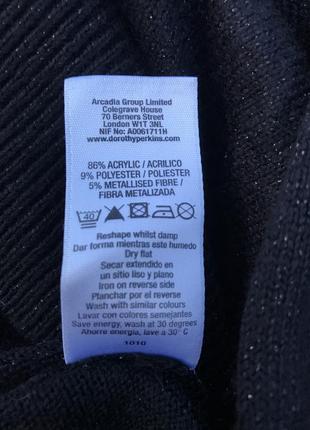 Arcadia Group Limited
Colegrave House
70 Berners Street
London W1T 3NL
NIF No: A0061711H
www.dorothyperkins.com
86% ACRYLIC / ACRILICO
9% POLYESTER / POLIESTER
5% METALLISED FIBRE /
FIBRA METALIZADA
40
Reshape whilst damp
Dar forma mientras este humedo
Dry flat
Secar extendido en
un sitio liso y plano
Iron on reverse side
Planchar por el reverso
Wash with similar colours
Lavar con colores semejantes
Save energy, wash at 30 degrees
Ahorre energia, lave a 30° C
1010